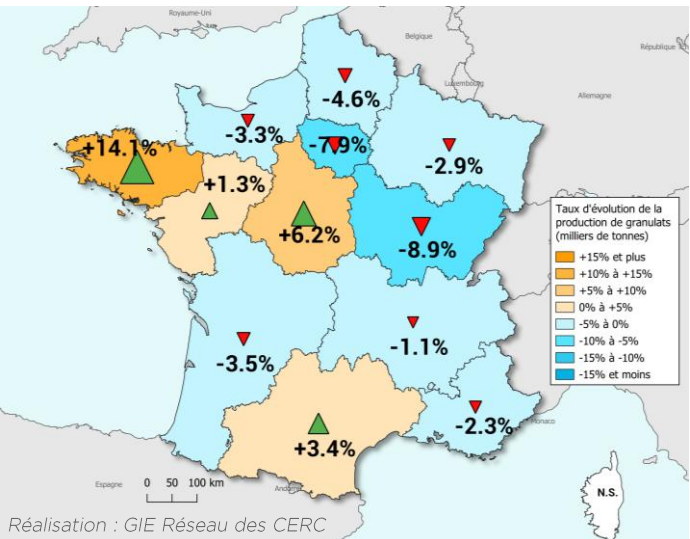 Royaume-Uni
Belgique
République T
Luxembourg
Allemagne
-4.6%
-3.3%
-7.9%
-2.9%
+14.1%
+1.3%
+6.2%
-8.9%
Taux d'évolution de la
production de granulats
(milliers de tonnes)
+15% et plus
+10% à +15%
+5% à +10%
0% à +5%
-5% à 0%
-10% à -5%
-15% à -10%
-15% et moins
-3.5%
-1.1%
-2.3%
+3.4%
Monaco
Espagne
Andorre
0 50 100 km
N.S.
Réalisation : GIE Réseau des CERC